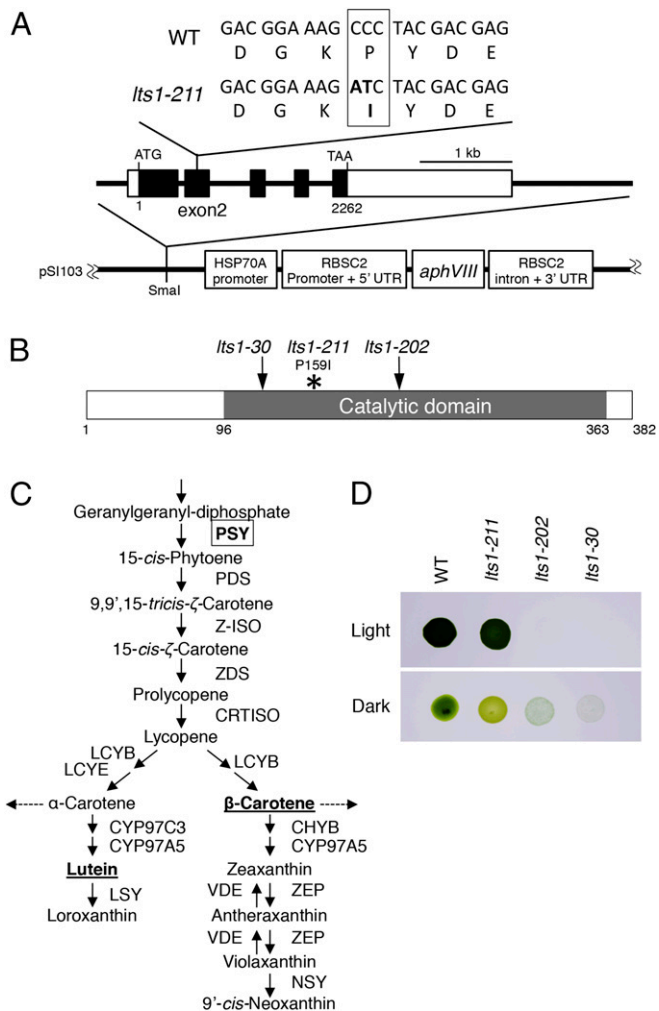 A
WT
GAC GGA AAG CCC TAC GAC GAG
D G K P Y D E
lts1-211
GAC GGA AAG ATC TAC GAC GAG
D G K I Y D E
ATG
TAA
1 kb
1
exon2
2262
pSI103
SmaI
HSP70A
promoter
RBSC2
Promoter + 5' UTR
aphVIII
RBSC2
intron + 3' UTR
B
lts1-30 lts1-211 lts1-202
P159I
*
Catalytic domain
1 96 363 382
C
Geranylgeranyl-diphosphate
PSY
15-cis-Phytoene
PDS
9,9',15-tricis-ζ-Carotene
Z-ISO
15-cis-ζ-Carotene
ZDS
Prolycopene
CRTISO
Lycopene
LCYB
LCYE
LCYB
α-Carotene
CYP97C3
CYP97A5
Lutein
LSY
Loroxanthin
β-Carotene
CHYB
CYP97A5
Zeaxanthin
VDE ZEP
Antheraxanthin
VDE ZEP
Violaxanthin
NSY
9'-cis-Neoxanthin
D
WT
lts1-211
lts1-202
lts1-30
Light
Dark